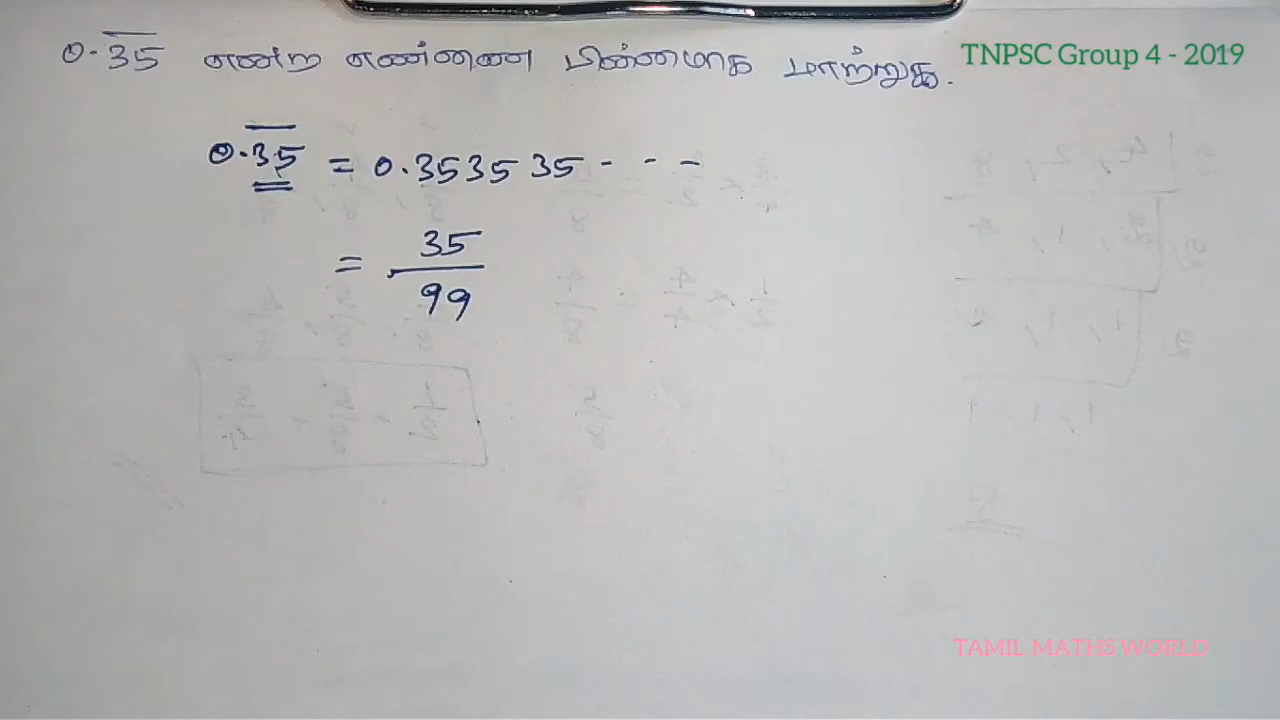 0.3̅5̅ என்ற எண்ணை பின்னமாக மாற்றுக.
TNPSC Group 4 - 2019
0.3̅5̅ = 0.353535 - - -
= 35/99
TAMIL MATHS WORLD